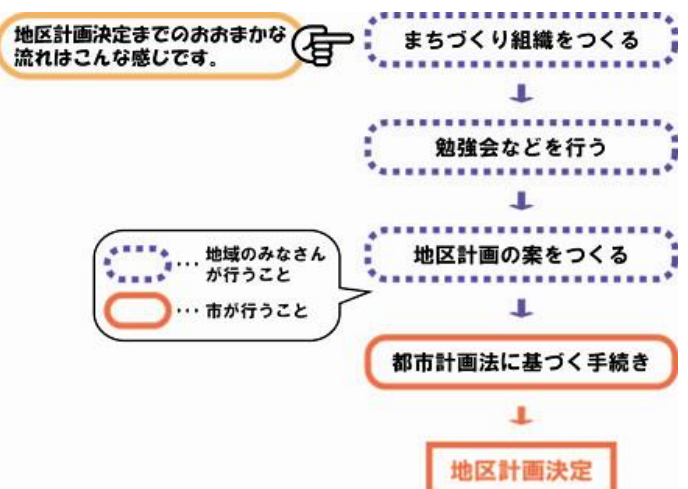 地区計画決定までのおおまかな
流れはこんな感じです。
まちづくり組織をつくる
勉強会などを行う
地区計画の案をつくる
･･･ 地域のみなさん
が行うこと
･･･ 市が行うこと
都市計画法に基づく手続き
地区計画決定